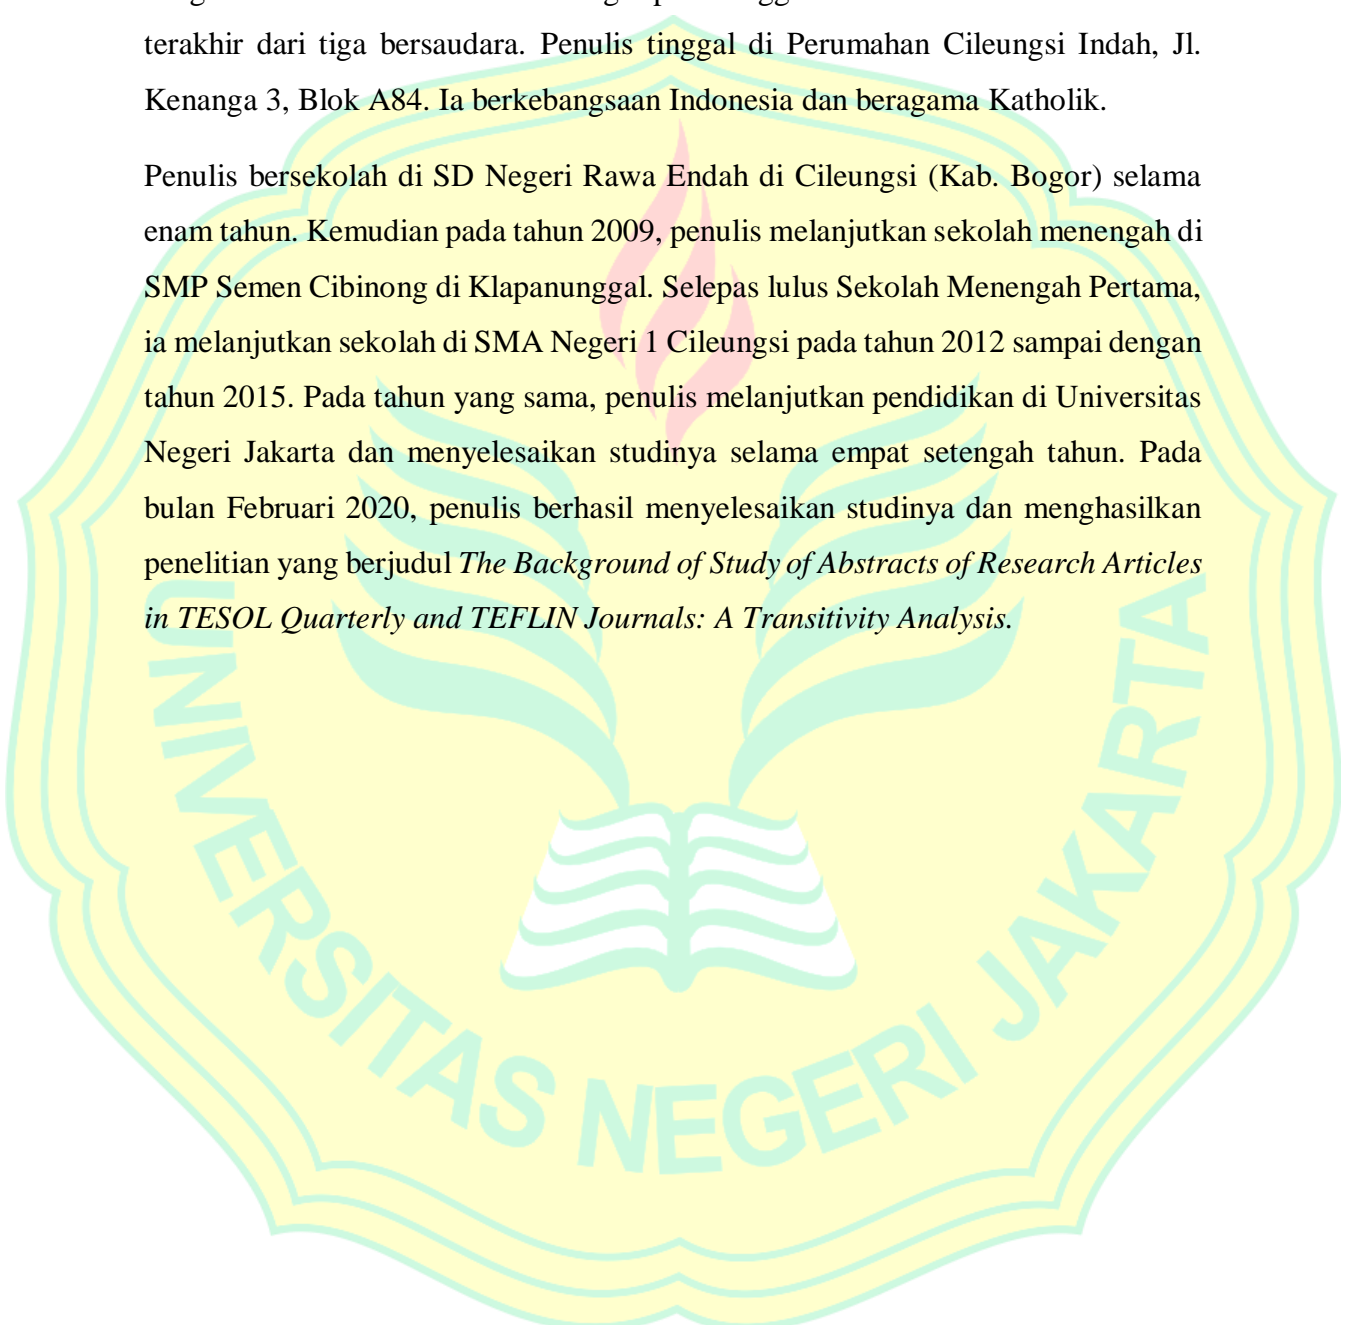 terakhir dari tiga bersaudara. Penulis tinggal di Perumahan Cileungsi Indah, Jl.
Kenanga 3, Blok A84. Ia berkebangsaan Indonesia dan beragama Katholik.
Penulis bersekolah di SD Negeri Rawa Endah di Cileungsi (Kab. Bogor) selama
enam tahun. Kemudian pada tahun 2009, penulis melanjutkan sekolah menengah di
SMP Semen Cibinong di Klapanunggal. Selepas lulus Sekolah Menengah Pertama,
ia melanjutkan sekolah di SMA Negeri 1 Cileungsi pada tahun 2012 sampai dengan
tahun 2015. Pada tahun yang sama, penulis melanjutkan pendidikan di Universitas
Negeri Jakarta dan menyelesaikan studinya selama empat setengah tahun. Pada
bulan Februari 2020, penulis berhasil menyelesaikan studinya dan menghasilkan
penelitian yang berjudul The Background of Study of Abstracts of Research Articles
in TESOL Quarterly and TEFLIN Journals: A Transitivity Analysis.
UNIVERSITAS NEGERI JAKARTA